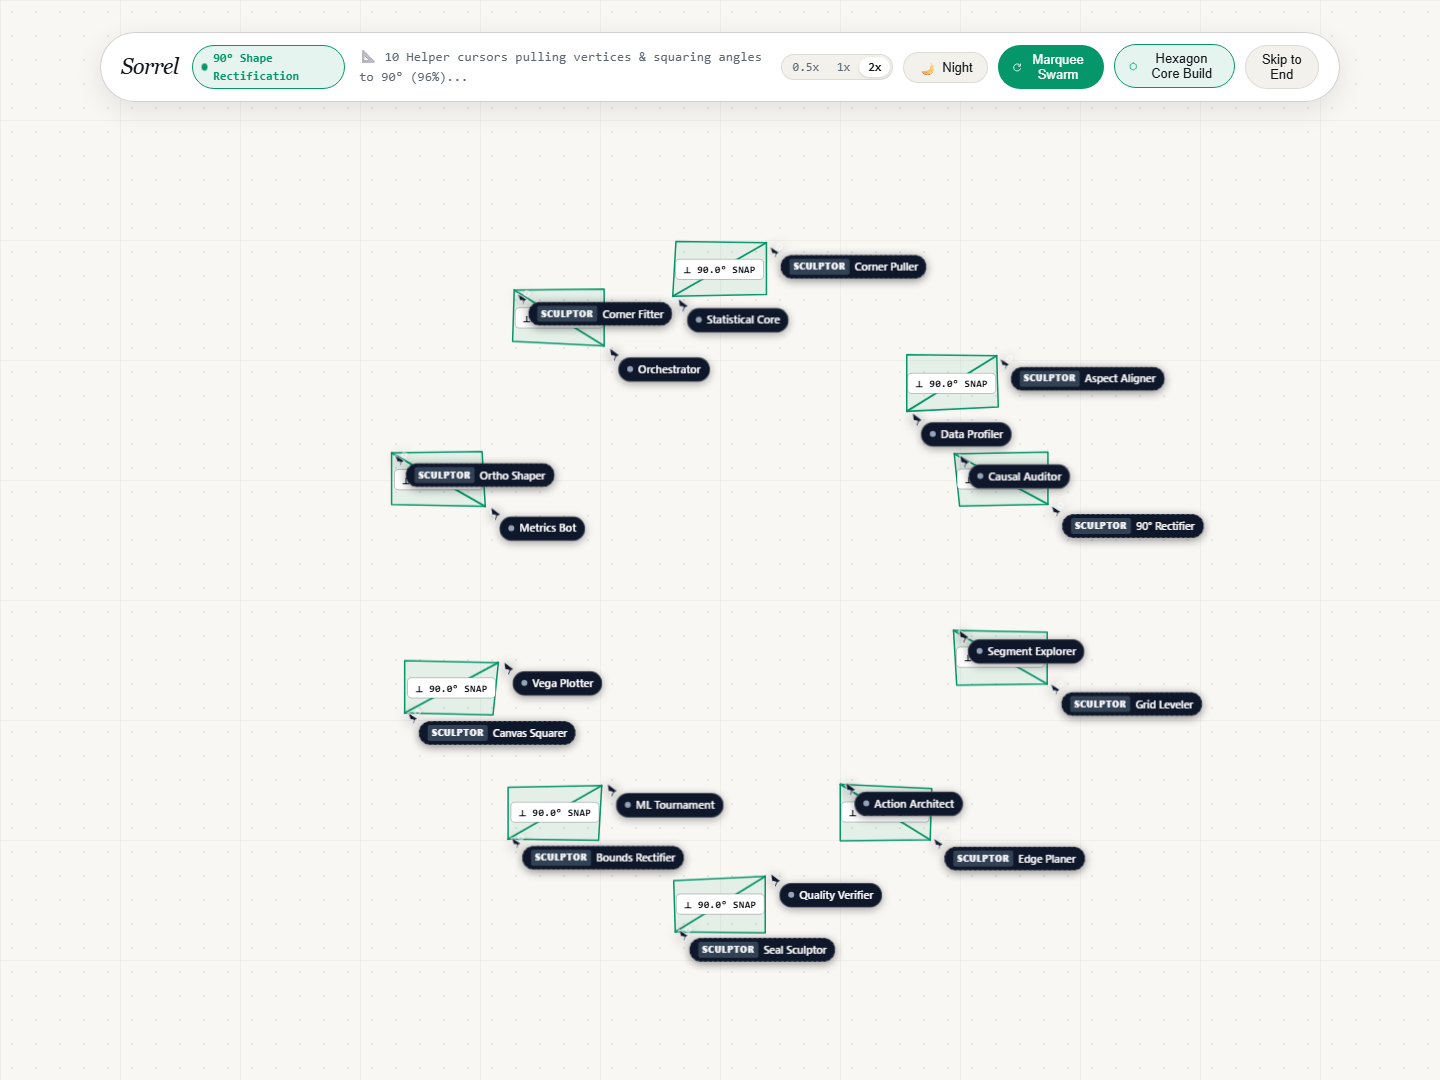 Sorrel
90° Shape
Rectification
10 Helper cursors pulling vertices & squaring angles
to 90° (96%)...
0.5x
1x
2x
Night
Marquee
Swarm
Hexagon
Core Build
Skip to
End
⊥ 90.0° SNAP
SCULPTOR Corner Puller
SCULPTOR Corner Fitter
Statistical Core
Orchestrator
⊥ 90.0° SNAP
SCULPTOR Aspect Aligner
Data Profiler
SCULPTOR Ortho Shaper
Causal Auditor
Metrics Bot
SCULPTOR 90° Rectifier
Segment Explorer
⊥ 90.0° SNAP
Vega Plotter
SCULPTOR Grid Leveler
SCULPTOR Canvas Squarer
ML Tournament
Action Architect
⊥ 90.0° SNAP
SCULPTOR Bounds Rectifier
SCULPTOR Edge Planer
Quality Verifier
⊥ 90.0° SNAP
SCULPTOR Seal Sculptor